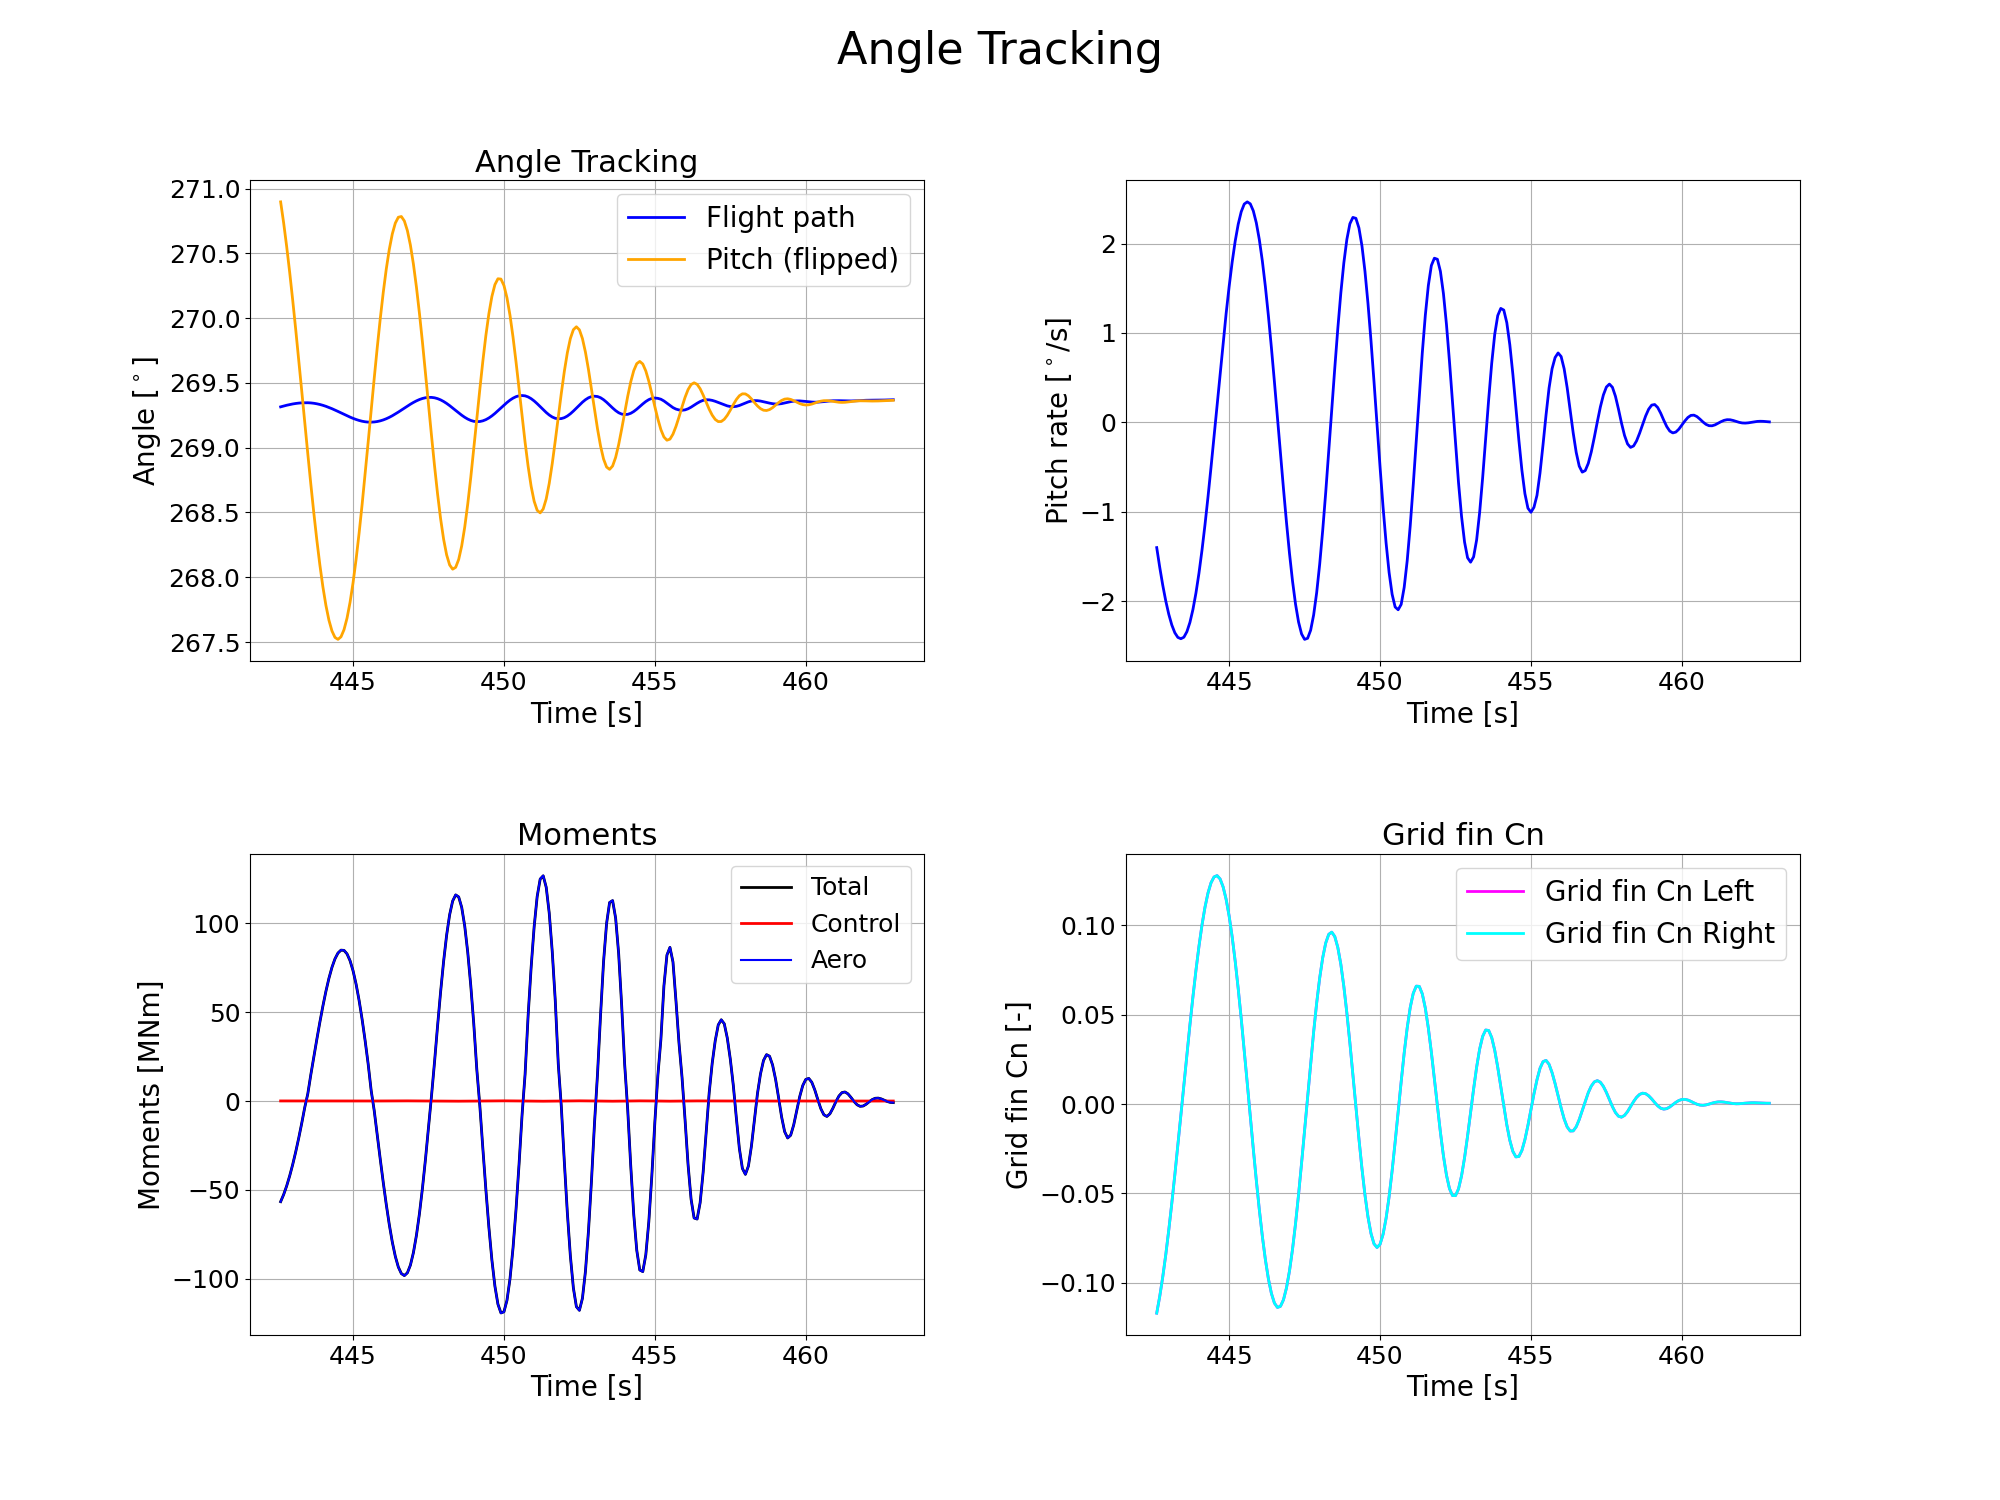 Angle Tracking
Angle Tracking
271.0
270.5
270.0
269.5
269.0
268.5
268.0
267.5
Angle [°]
Flight path
Pitch (flipped)
445 450 455 460
Time [s]
2
1
0
−1
−2
Pitch rate [°/s]
445 450 455 460
Time [s]
Moments
100
50
0
−50
−100
Moments [MNm]
Total
Control
Aero
445 450 455 460
Time [s]
Grid fin Cn
0.10
0.05
0.00
−0.05
−0.10
Grid fin Cn [-]
Grid fin Cn Left
Grid fin Cn Right
445 450 455 460
Time [s]